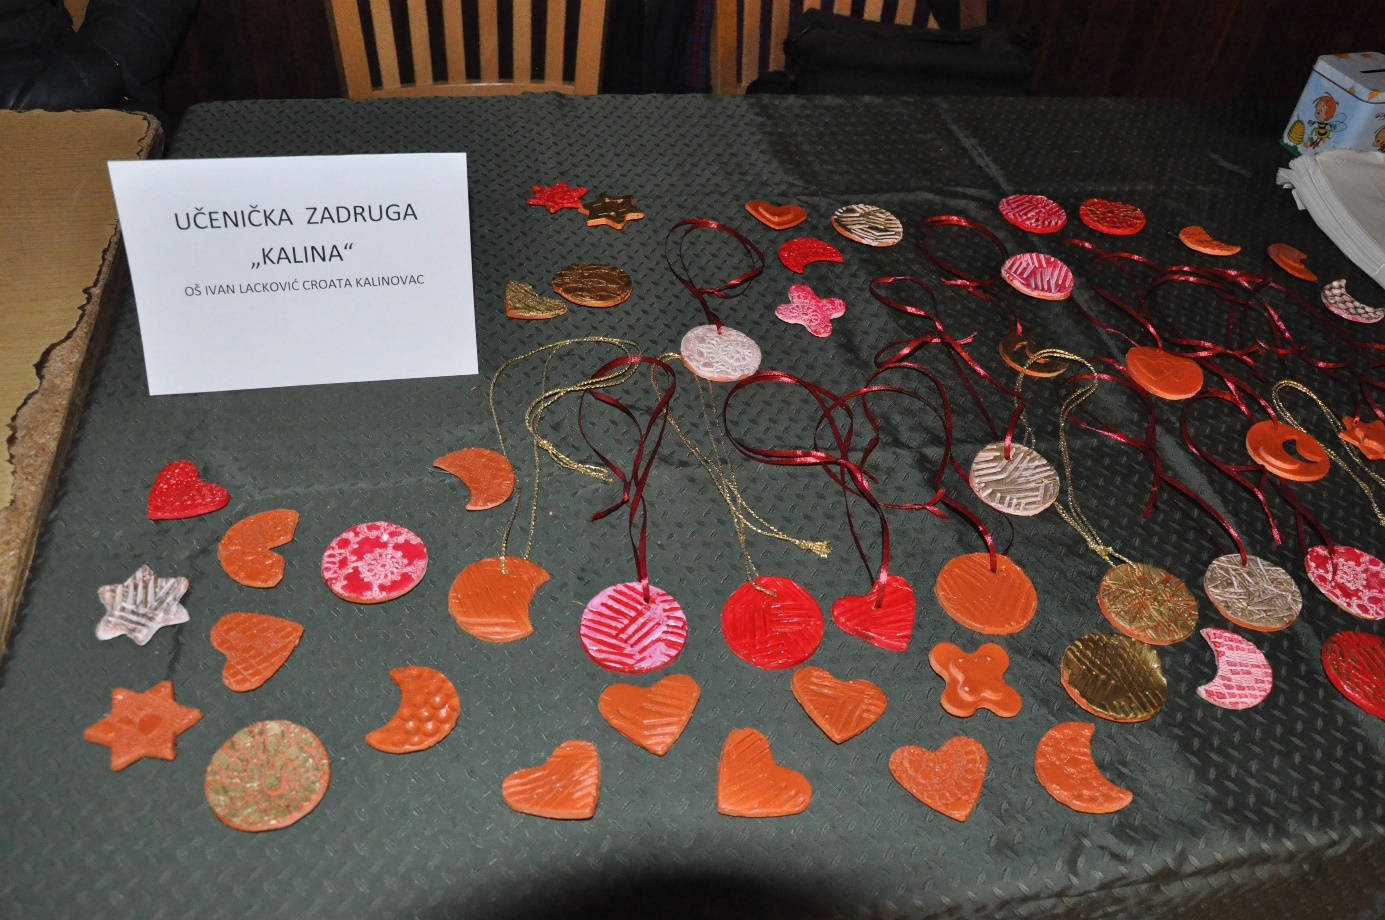 UČENIČKA ZADRUGA
„KALINA“
OŠ IVAN LACKOVIĆ CROATA KALINOVAC